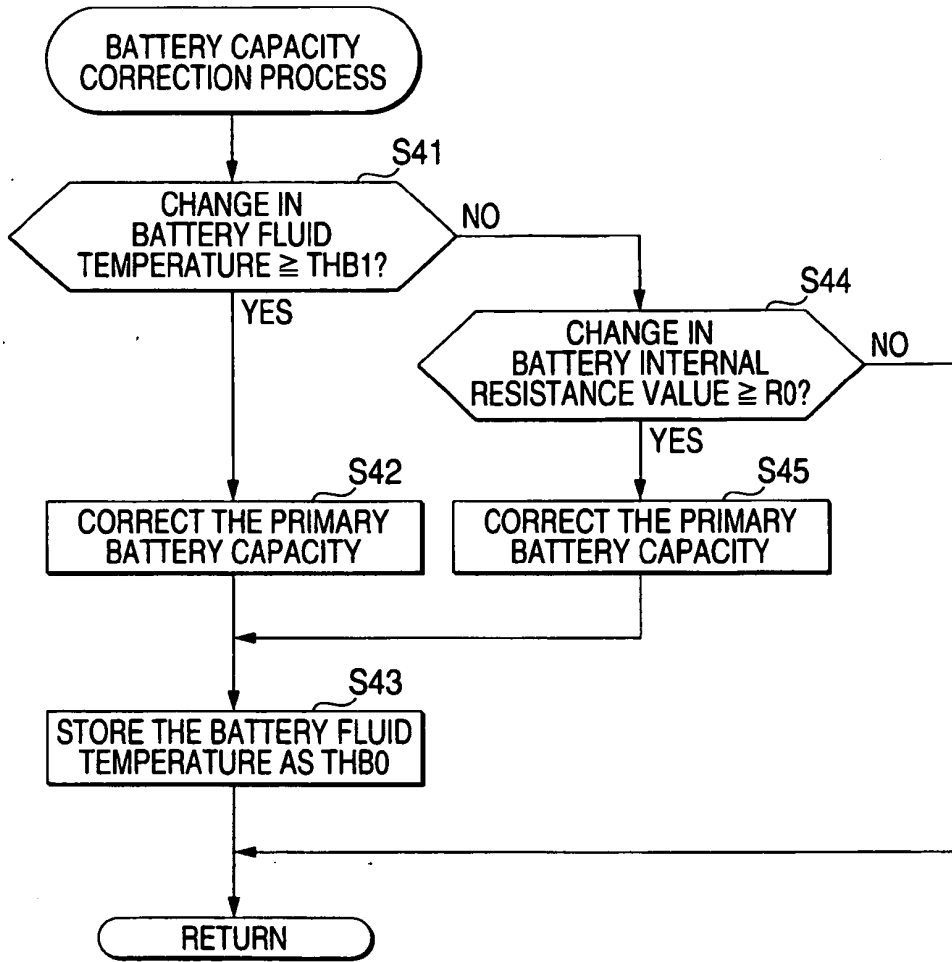 BATTERY CAPACITY
CORRECTION PROCESS
S41
CHANGE IN
BATTERY FLUID
TEMPERATURE ≧ THB1?
NO
YES
S44
CHANGE IN
BATTERY INTERNAL
RESISTANCE VALUE ≧ R0?
NO
YES
S42
CORRECT THE PRIMARY
BATTERY CAPACITY
S45
CORRECT THE PRIMARY
BATTERY CAPACITY
S43
STORE THE BATTERY FLUID
TEMPERATURE AS THB0
RETURN